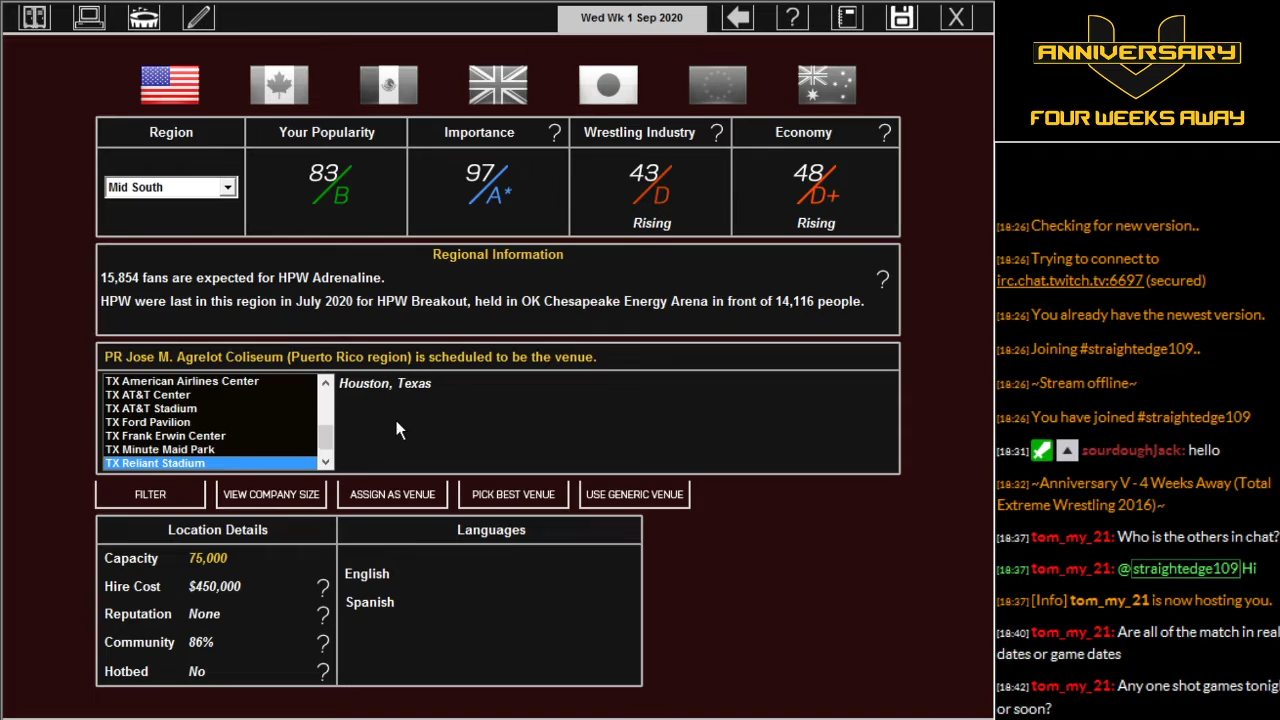 Wed Wk 1 Sep 2020
?
X
Region
Your Popularity
Importance ?
Wrestling Industry ?
Economy ?
Mid South
83 B
97 A*
43 D
Rising
48 D+
Rising
Regional Information
15,854 fans are expected for HPW Adrenaline.
?
HPW were last in this region in July 2020 for HPW Breakout, held in OK Chesapeake Energy Arena in front of 14,116 people.
PR Jose M. Agrelot Coliseum (Puerto Rico region) is scheduled to be the venue.
TX American Airlines Center
TX AT&T Center
TX AT&T Stadium
TX Ford Pavilion
TX Frank Erwin Center
TX Minute Maid Park
TX Reliant Stadium
Houston, Texas
FILTER
VIEW COMPANY SIZE
ASSIGN AS VENUE
PICK BEST VENUE
USE GENERIC VENUE
Location Details
Capacity 75,000
Hire Cost $450,000 ?
Reputation None ?
Community 86% ?
Hotbed No ?
Languages
English
Spanish
ANNIVERSARY
V
FOUR WEEKS AWAY
[18:26] Checking for new version..
[18:26] Trying to connect to
irc.chat.twitch.tv:6697 (secured)
[18:26] You already have the newest version.
[18:26] Joining #straightedge109..
[18:26] ~Stream offline~
[18:26] You have joined #straightedge109
[18:31] sourdoughJack: hello
[18:32] ~Anniversary V - 4 Weeks Away (Total
Extreme Wrestling 2016)~
[18:37] tom_my_21: Who is the others in chat?
[18:37] tom_my_21: @straightedge109 Hi
[18:37] [Info] tom_my_21 is now hosting you.
[18:40] tom_my_21: Are all of the match in real
dates or game dates
[18:42] tom_my_21: Any one shot games tonig
or soon?